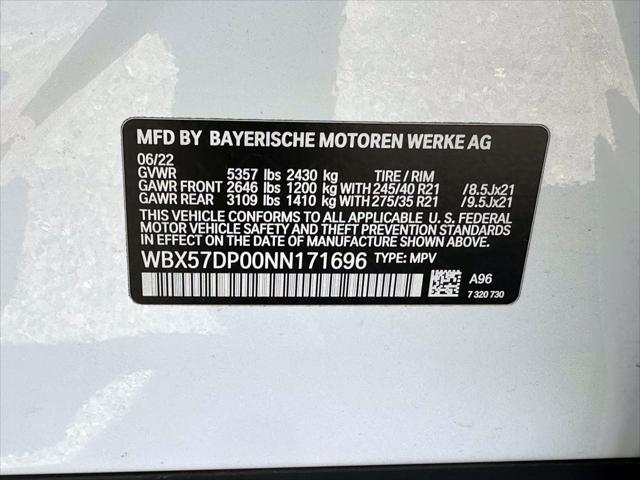 MFD BY BAYERISCHE MOTOREN WERKE AG
06/22
GVWR 5357 lbs 2430 kg TIRE / RIM
GAWR FRONT 2646 lbs 1200 kg WITH 245/40 R21 /8.5Jx21
GAWR REAR 3109 lbs 1410 kg WITH 275/35 R21 /9.5Jx21
THIS VEHICLE CONFORMS TO ALL APPLICABLE U. S. FEDERAL
MOTOR VEHICLE SAFETY AND THEFT PREVENTION STANDARDS
IN EFFECT ON THE DATE OF MANUFACTURE SHOWN ABOVE.
WBX57DP00NN171696 TYPE: MPV
A96
7 320 730